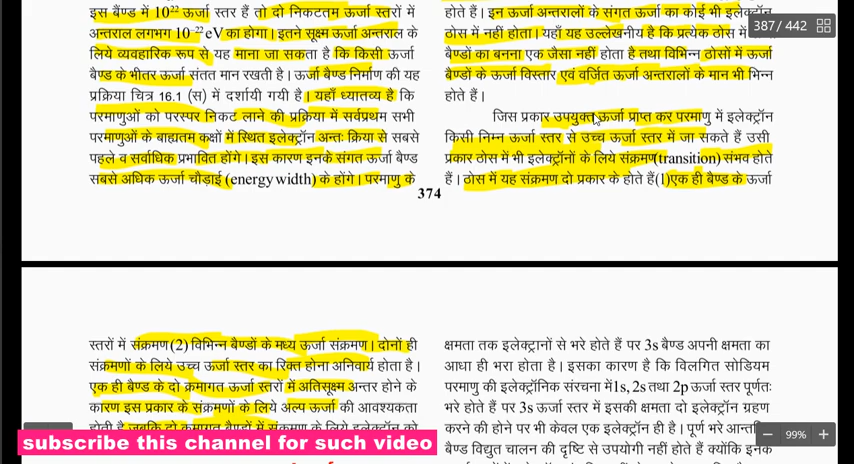 इस बैंण्ड में 10²² ऊर्जा स्तर हैं तो दो निकटतम ऊर्जा स्तरों में
अन्तराल लगभग 10⁻²² eV का होगा। इतने सूक्ष्म ऊर्जा अन्तराल के
लिये व्यवहारिक रूप से यह माना जा सकता है कि किसी ऊर्जा
बैण्ड के भीतर ऊर्जा संतत मान रखती है। ऊर्जा बैण्ड निर्माण की यह
प्रक्रिया चित्र 16.1 (स) में दर्शायी गयी है। यहाँ ध्यातव्य है कि
परमाणुओं को परस्पर निकट लाने की प्रक्रिया में सर्वप्रथम सभी
परमाणुओं के बाह्यतम कक्षों में स्थित इलेक्ट्रॉन अन्तः क्रिया से सबसे
पहले व सर्वाधिक प्रभावित होंगे। इस कारण इनके संगत ऊर्जा बैण्ड
सबसे अधिक ऊर्जा चौड़ाई (energy width) के होंगे। परमाणु के
होते हैं। इन ऊर्जा अन्तरालों के संगत ऊर्जा का कोई भी इलेक्ट्रॉन
ठोस में नहीं होता। यहाँ यह उल्लेखनीय है कि प्रत्येक ठोस में
बैण्डों का बनना एक जैसा नहीं होता है तथा विभिन्न ठोसों में ऊर्जा
बैण्डों के ऊर्जा विस्तार एवं वर्जित ऊर्जा अन्तरालों के मान भी भिन्न
होते हैं।
जिस प्रकार उपयुक्त ऊर्जा प्राप्त कर परमाणु में इलेक्ट्रॉन
किसी निम्न ऊर्जा स्तर से उच्च ऊर्जा स्तर में जा सकते हैं उसी
प्रकार ठोस में भी इलेक्ट्रॉनों के लिये संक्रमण(transition) संभव होते
हैं। ठोस में यह संक्रमण दो प्रकार के होते हैं(1)एक ही बैण्ड के ऊर्जा
387 / 442
374
स्तरों में संक्रमण(2) विभिन्न बैण्डों के मध्य ऊर्जा संक्रमण। दोनों ही
संक्रमणों के लिये उच्च ऊर्जा स्तर का रिक्त होना अनिवार्य होता है।
एक ही बैण्ड के दो क्रमागत ऊर्जा स्तरों में अतिसूक्ष्म अन्तर होने के
कारण इस प्रकार के संक्रमणों के लिये अल्प ऊर्जा की आवश्यकता
होती है जबकि दो क्रमागत बैण्डों में संक्रमण के लिये इलेक्ट्रॉन को
क्षमता तक इलेक्ट्रानों से भरे होते हैं पर 3s बैण्ड अपनी क्षमता का
आधा ही भरा होता है। इसका कारण है कि विलगित सोडियम
परमाणु की इलेक्ट्रॉनिक संरचना में1s, 2s तथा 2p ऊर्जा स्तर पूर्णतः
भरे होते हैं पर 3s ऊर्जा स्तर में इसकी क्षमता दो इलेक्ट्रॉन ग्रहण
करने की होने पर भी केवल एक इलेक्ट्रॉन ही है। पूर्ण भरे
बैण्ड विद्युत चालन की दृष्टि से उपयोगी नहीं होते हैं क्योंकि इनके
99%
subscribe this channel for such video